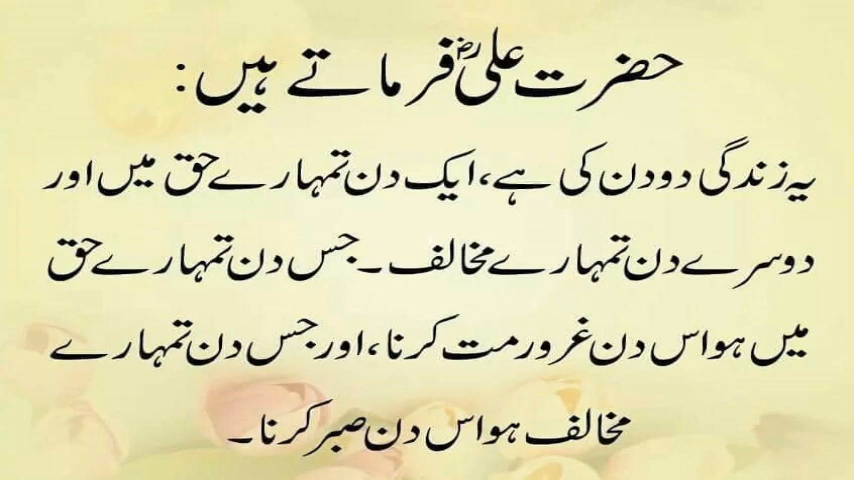 حضرت علیؓ فرماتے ہیں:
یہ زندگی دو دن کی ہے، ایک دن تمہارے حق میں اور
دوسرے دن تمہارے مخالف۔ جس دن تمہارے حق
میں ہو اس دن غرور مت کرنا، اور جس دن تمہارے
مخالف ہو اس دن صبر کرنا۔